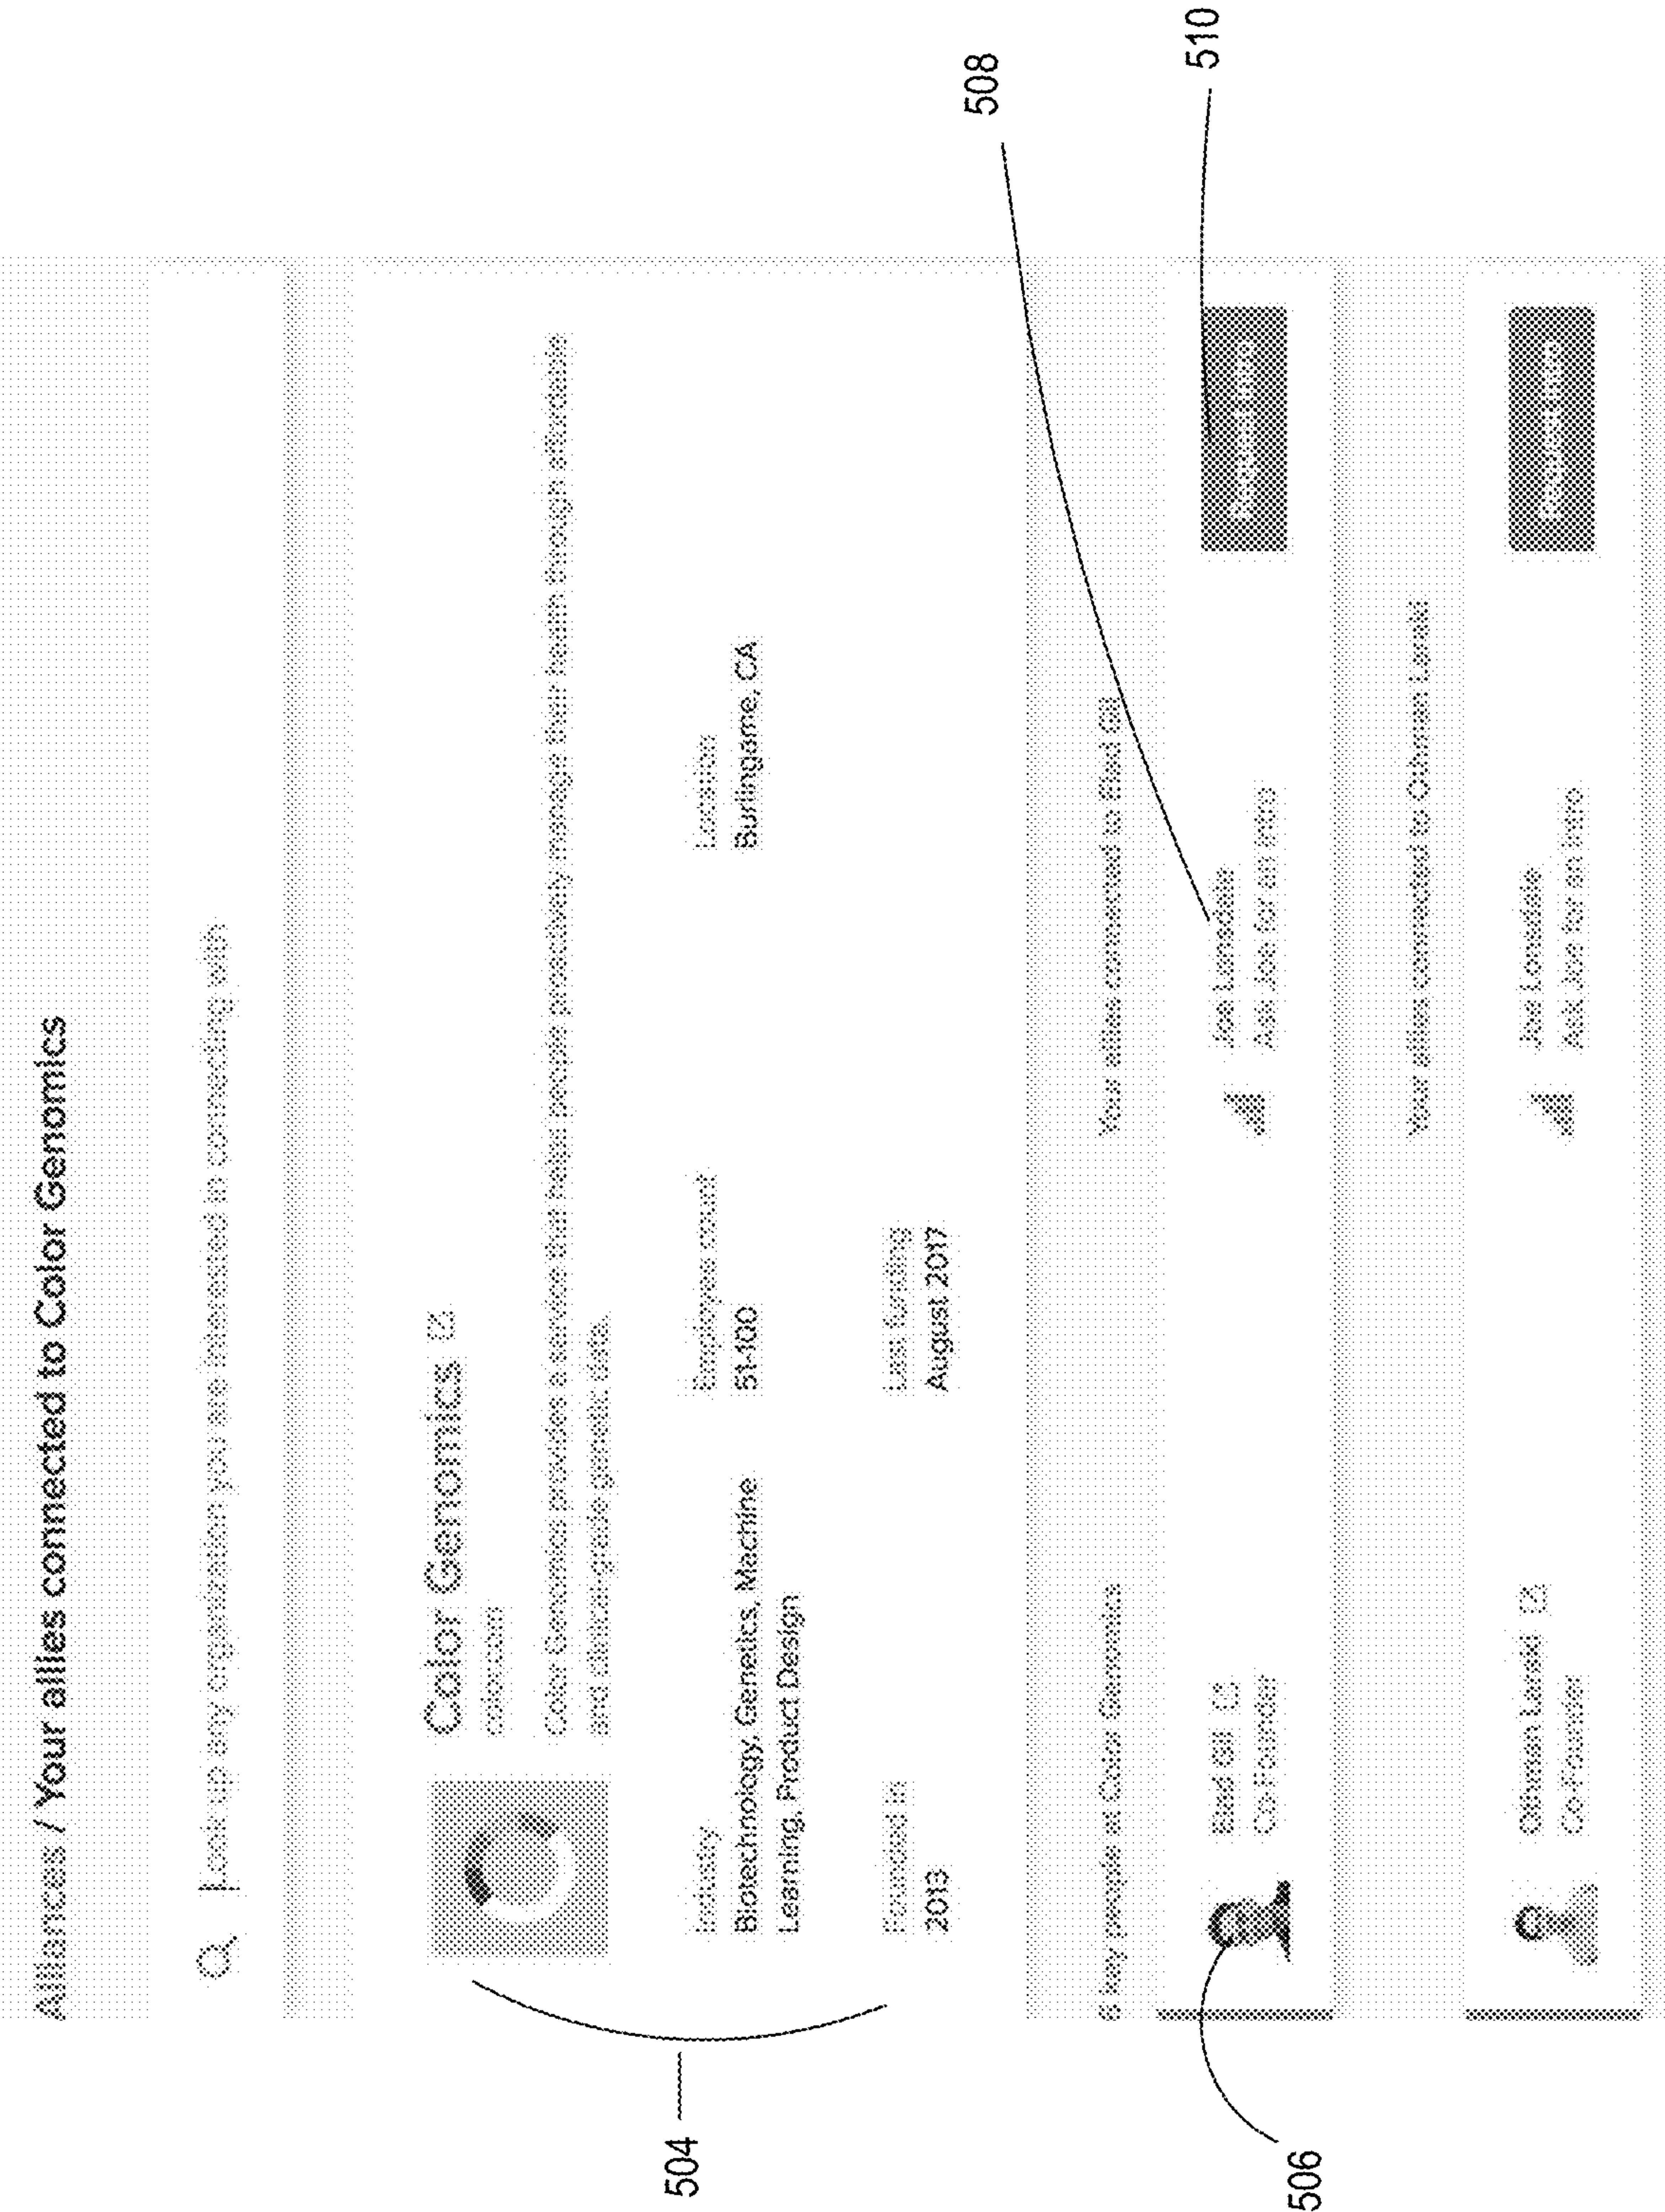 508
510
Alliances / Your allies connected to Color Genomics
Look up any organization you are interested in connecting with
504
Color Genomics
color.com
Color Genomics provides a service that helps people proactively manage their health through affordable
and clinical-grade genetic data.
Industry
Biotechnology, Genetics, Machine
Learning, Product Design
Employee count
51-100
Location
Burlingame, CA
Founded in
2013
Last funding
August 2017
key people at Color Genomics
Your allies connected to Elad Gil
506
Elad Gil
Co-Founder
Joe Lonsdale
Ask Joe for an intro
Request Intro
Your allies connected to Othman Laraki
Othman Laraki
Co-Founder
Joe Lonsdale
Ask Joe for an intro
Request Intro